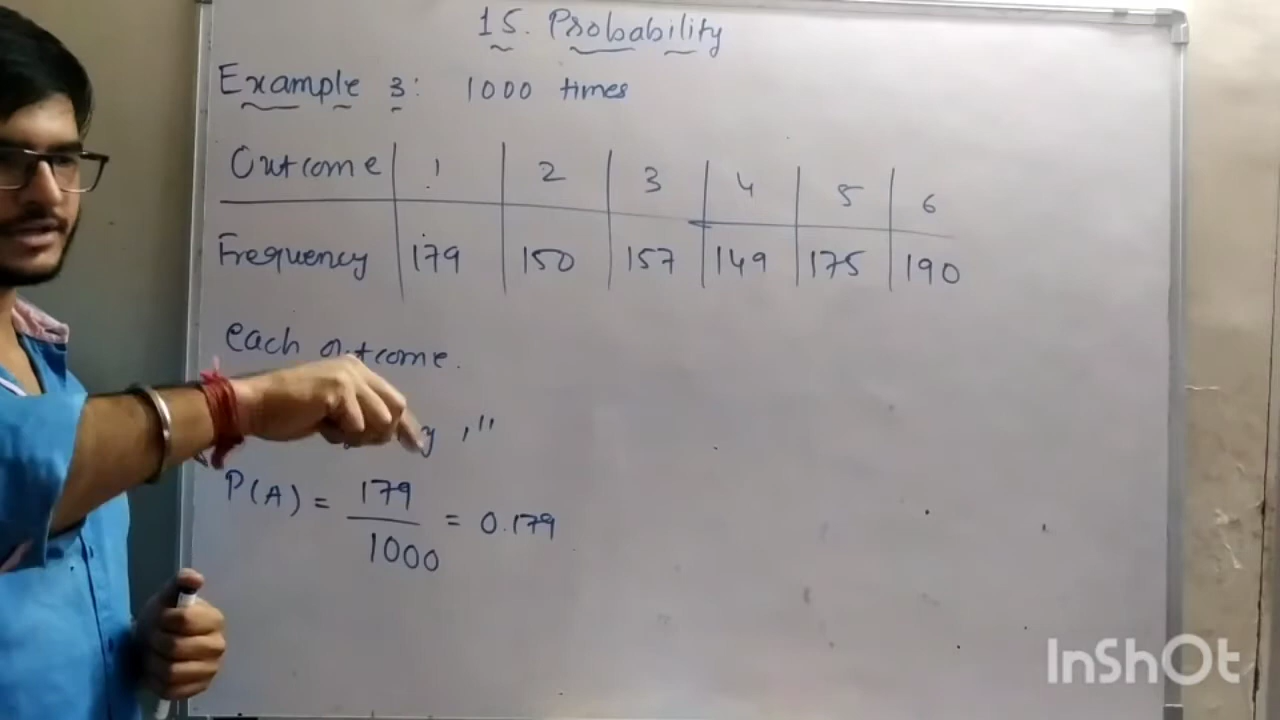 15. Probability
Example 3: 1000 times
Outcome 1 2 3 4 5 6
Frequency 179 150 157 149 175 190
each outcome.
y , "
P(A) = 179/1000 = 0.179
InShOt